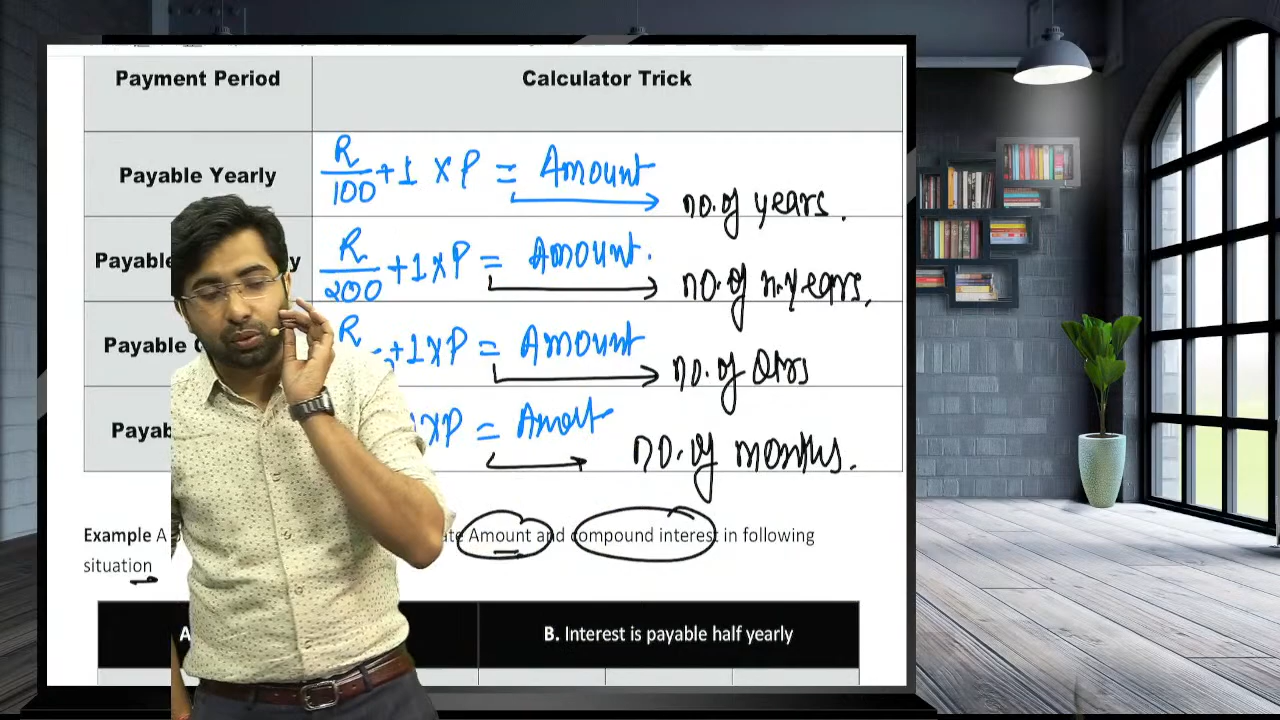 Payment Period Calculator Trick
Payable Yearly R/100 +1 ×P = Amount no. of years.
Payable R/200 +1×P = Amount. no. of h.years.
Payable R +1×P = Amount no. of Qtrs
×P = Amout no. of months.
Example Amount and compound interest in following
situation
B. Interest is payable half yearly